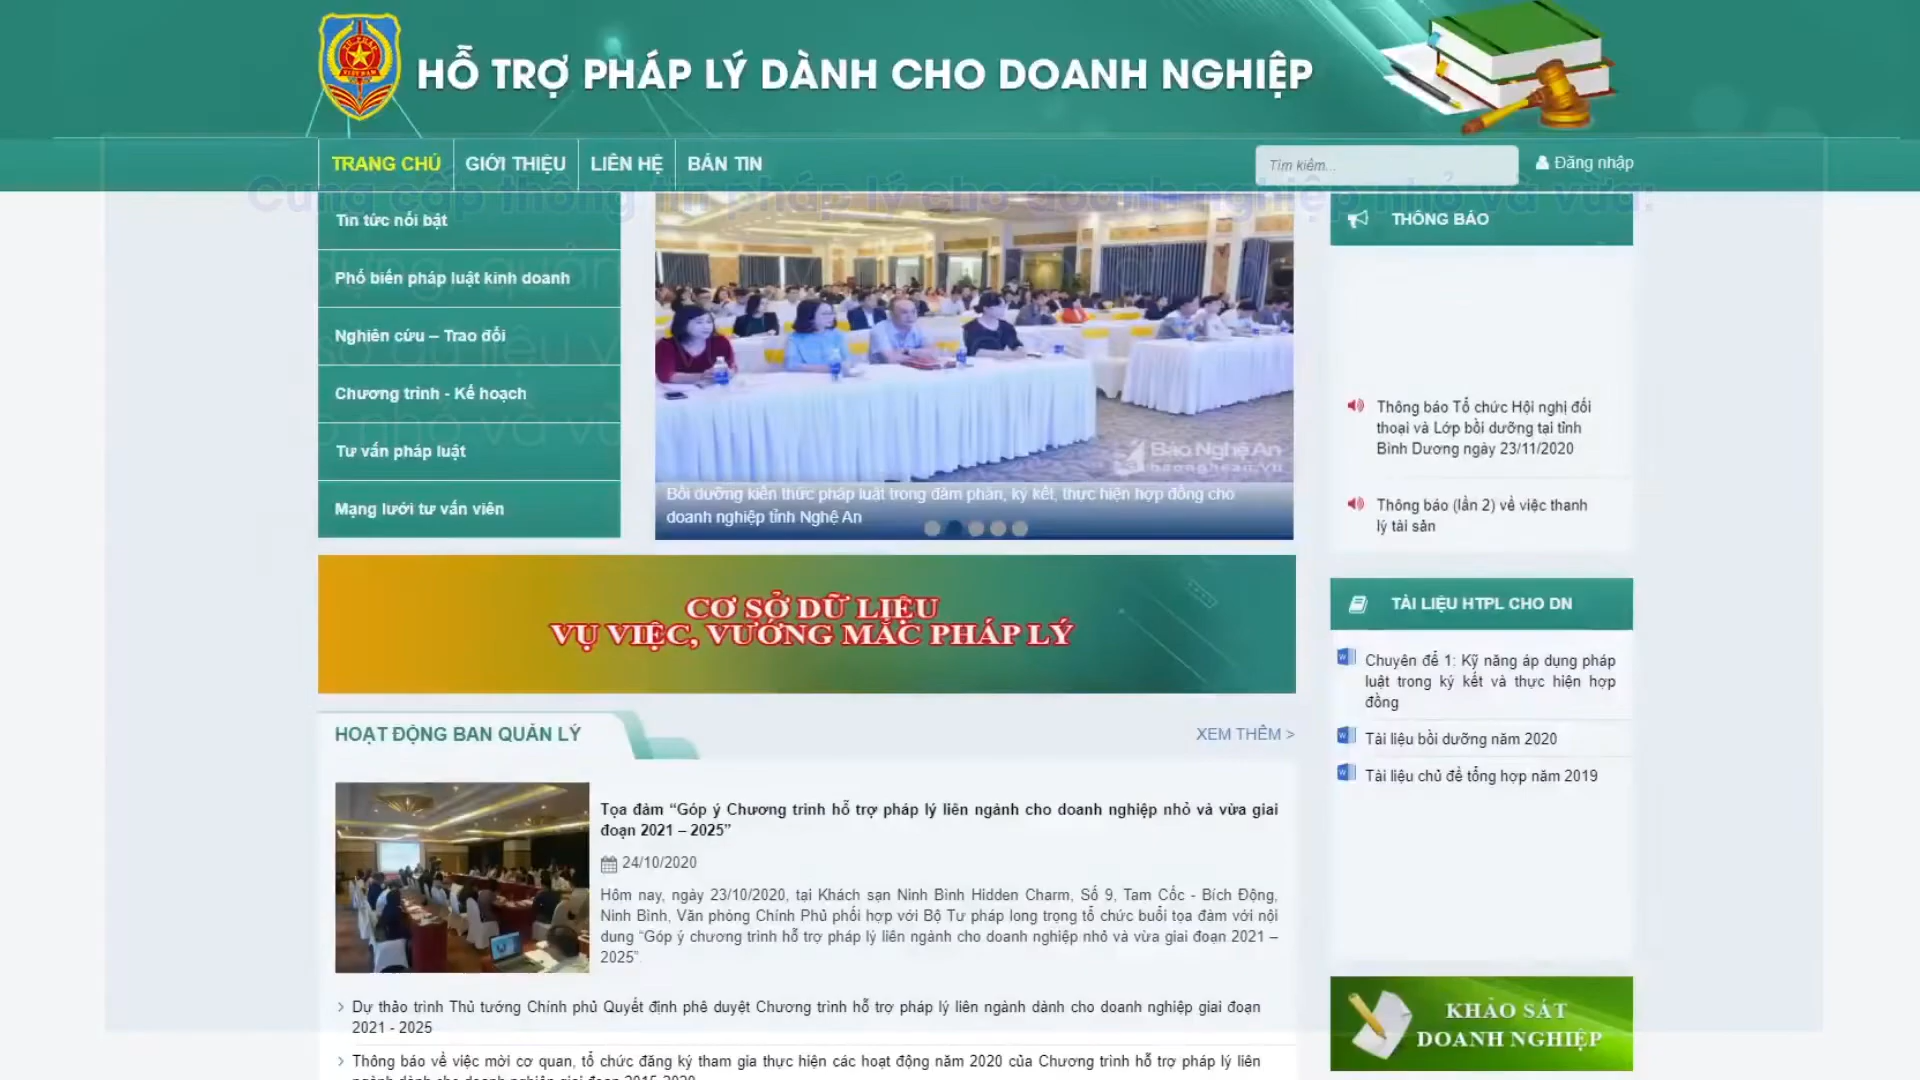 HỖ TRỢ PHÁP LÝ DÀNH CHO DOANH NGHIỆP
TRANG CHỦ
GIỚI THIỆU
LIÊN HỆ
BẢN TIN
Tìm kiếm...
Đăng nhập
Cung cấp thông tin pháp lý cho doanh nghiệp nhỏ và vừa:
Tin tức nổi bật
Phổ biến pháp luật kinh doanh
Nghiên cứu – Trao đổi
Chương trình - Kế hoạch
Tư vấn pháp luật
Mạng lưới tư vấn viên
Báo Nghệ An
baonghean.vn
Bồi dưỡng kiến thức pháp luật trong đàm phán, ký kết, thực hiện hợp đồng cho
doanh nghiệp tỉnh Nghệ An
THÔNG BÁO
Thông báo Tổ chức Hội nghị đối
thoại và Lớp bồi dưỡng tại tỉnh
Bình Dương ngày 23/11/2020
Thông báo (lần 2) về việc thanh
lý tài sản
CƠ SỞ DỮ LIỆU
VỤ VIỆC, VƯỚNG MẮC PHÁP LÝ
TÀI LIỆU HTPL CHO DN
Chuyên đề 1: Kỹ năng áp dụng pháp
luật trong ký kết và thực hiện hợp
đồng
Tài liệu bồi dưỡng năm 2020
Tài liệu chủ đề tổng hợp năm 2019
HOẠT ĐỘNG BAN QUẢN LÝ
XEM THÊM >
Tọa đàm “Góp ý Chương trình hỗ trợ pháp lý liên ngành cho doanh nghiệp nhỏ và vừa giai
đoạn 2021 – 2025”
24/10/2020
Hôm nay, ngày 23/10/2020, tại Khách sạn Ninh Bình Hidden Charm, Số 9, Tam Cốc - Bích Động,
Ninh Bình, Văn phòng Chính Phủ phối hợp với Bộ Tư pháp long trọng tổ chức buổi tọa đàm với nội
dung “Góp ý chương trình hỗ trợ pháp lý liên ngành cho doanh nghiệp nhỏ và vừa giai đoạn 2021 –
2025”.
Dự thảo trình Thủ tướng Chính phủ Quyết định phê duyệt Chương trình hỗ trợ pháp lý liên ngành dành cho doanh nghiệp giai đoạn
2021 - 2025
Thông báo về việc mời cơ quan, tổ chức đăng ký tham gia thực hiện các hoạt động năm 2020 của Chương trình hỗ trợ pháp lý liên
KHẢO SÁT
DOANH NGHIỆP